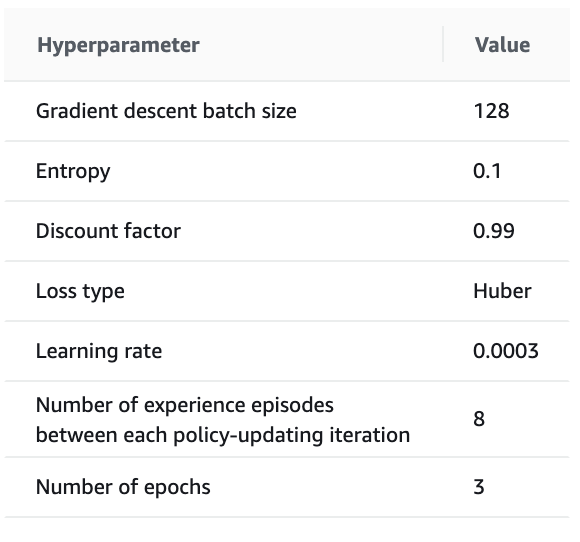 Hyperparameter Value
Gradient descent batch size 128
Entropy 0.1
Discount factor 0.99
Loss type Huber
Learning rate 0.0003
Number of experience episodes
between each policy-updating iteration 8
Number of epochs 3